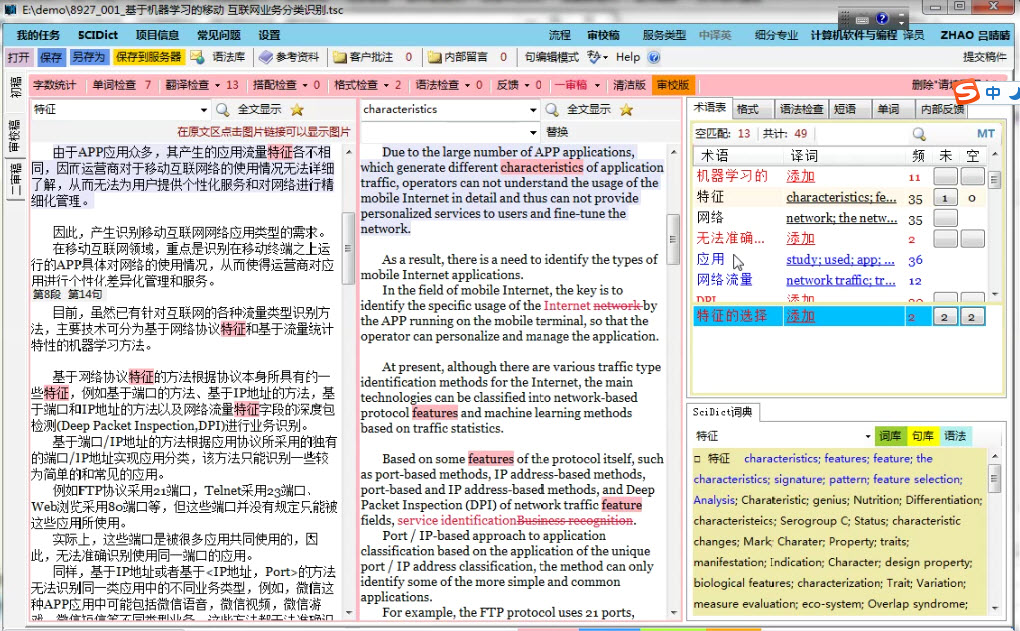 E:\demo\8927_001_基于机器学习的移动 互联网业务分类识别.tsc
我的任务 SCIDict 项目信息 常见问题 设置 流程 审校稿 服务类型 中译英 细分专业 计算机软件与编程 译员 ZHAO 吕晴晴
打开 保存 另存为 保存到服务器 语法库 参考资料 客户批注 0 内部留言 0 句编辑模式 Help 提交稿件
字数统计 单词检查 7 翻译检查 13 搭配检查 0 格式检查 2 语法检查 0 反馈 0 一审稿 清洁版 审校版 删除"请
中
初稿
审校稿
二审稿
特征 全文显示
在原文区点击图片链接可以显示图片
由于APP应用众多，其产生的应用流量特征各不相
同，因而运营商对于移动互联网的使用情况无法详细
了解，从而无法为用户提供个性化服务和对网络进行精
细化管理。
因此，产生识别移动互联网网络应用类型的需求。
在移动互联网领域，重点是识别在移动终端之上运
行的APP具体对网络的使用情况，从而使得运营商对应
用进行个性化差异化管理和服务。
第8段 第14句
目前，虽然已有针对互联网的各种流量类型识别方
法，主要技术可分为基于网络协议特征和基于流量统计
特性的机器学习方法。
基于网络协议特征的方法根据协议本身所具有的一
些特征，例如基于端口的方法、基于IP地址的方法，基
于端口和IP地址的方法以及网络流量特征字段的深度包
检测(Deep Packet Inspection,DPI)进行业务识别。
基于端口/IP地址的方法根据应用协议所采用的独有
的端口/IP地址实现应用分类，该方法只能识别一些较
为简单的和常见的应用。
例如FTP协议采用21端口，Telnet采用23端口、
Web浏览采用80端口等，但这些端口并没有规定只能被
这些应用所使用。
实际上，这些端口是被很多应用共同使用的，因
此，无法准确识别使用同一端口的应用。
同样，基于IP地址或者基于<IP地址，Port>的方法
无法识别同一类应用中的不同业务类型，例如，微信这
种APP应用中可能包括微信语音，微信视频，微信游
characteristics 全文显示
替换
Due to the large number of APP applications,
which generate different characteristics of application
traffic, operators can not understand the usage of the
mobile Internet in detail and thus can not provide
personalized services to users and fine-tune the
network.
As a result, there is a need to identify the types of
mobile Internet applications.
In the field of mobile Internet, the key is to
identify the specific usage of the Internet network by
the APP running on the mobile terminal, so that the
operator can personalize and manage the application.
At present, although there are various traffic type
identification methods for the Internet, the main
technologies can be classified into network-based
protocol features and machine learning methods
based on traffic statistics.
Based on some features of the protocol itself, such
as port-based methods, IP address-based methods,
port-based and IP address-based methods, and Deep
Packet Inspection (DPI) of network traffic feature
fields, service identificationBusiness recognition.
Port / IP-based approach to application
classification based on the application of the unique
port / IP address classification, the method can only
identify some of the more simple and common
applications.
For example, the FTP protocol uses 21 ports,
术语表 格式 语法检查 短语 单词 内部反馈
空匹配: 13 共计: 49 MT
术语 译词 频 未 空
机器学习的 添加 11
特征 characteristics; fe... 35 1 0
网络 network; the netw... 35
无法准确... 添加 2
应用 study; used; app; ... 36
网络流量 network traffic; tr... 12
DPI 添加
特征的选择 添加 2 2 2
SciDict词典
特征 词库 句库 语法
特征 characteristics; features; feature; the
characteristics; signature; pattern; feature selection;
Analysis; Charateristic; genius; Nutrition; Differentiation;
characteristeics; Serogroup C; Status; characteristic
changes; Mark; Charater; Property; traits;
manifestation; Indication; Character; design property;
biological features; characterization; Trait; Variation;
measure evaluation; eco-system; Overlap syndrome;